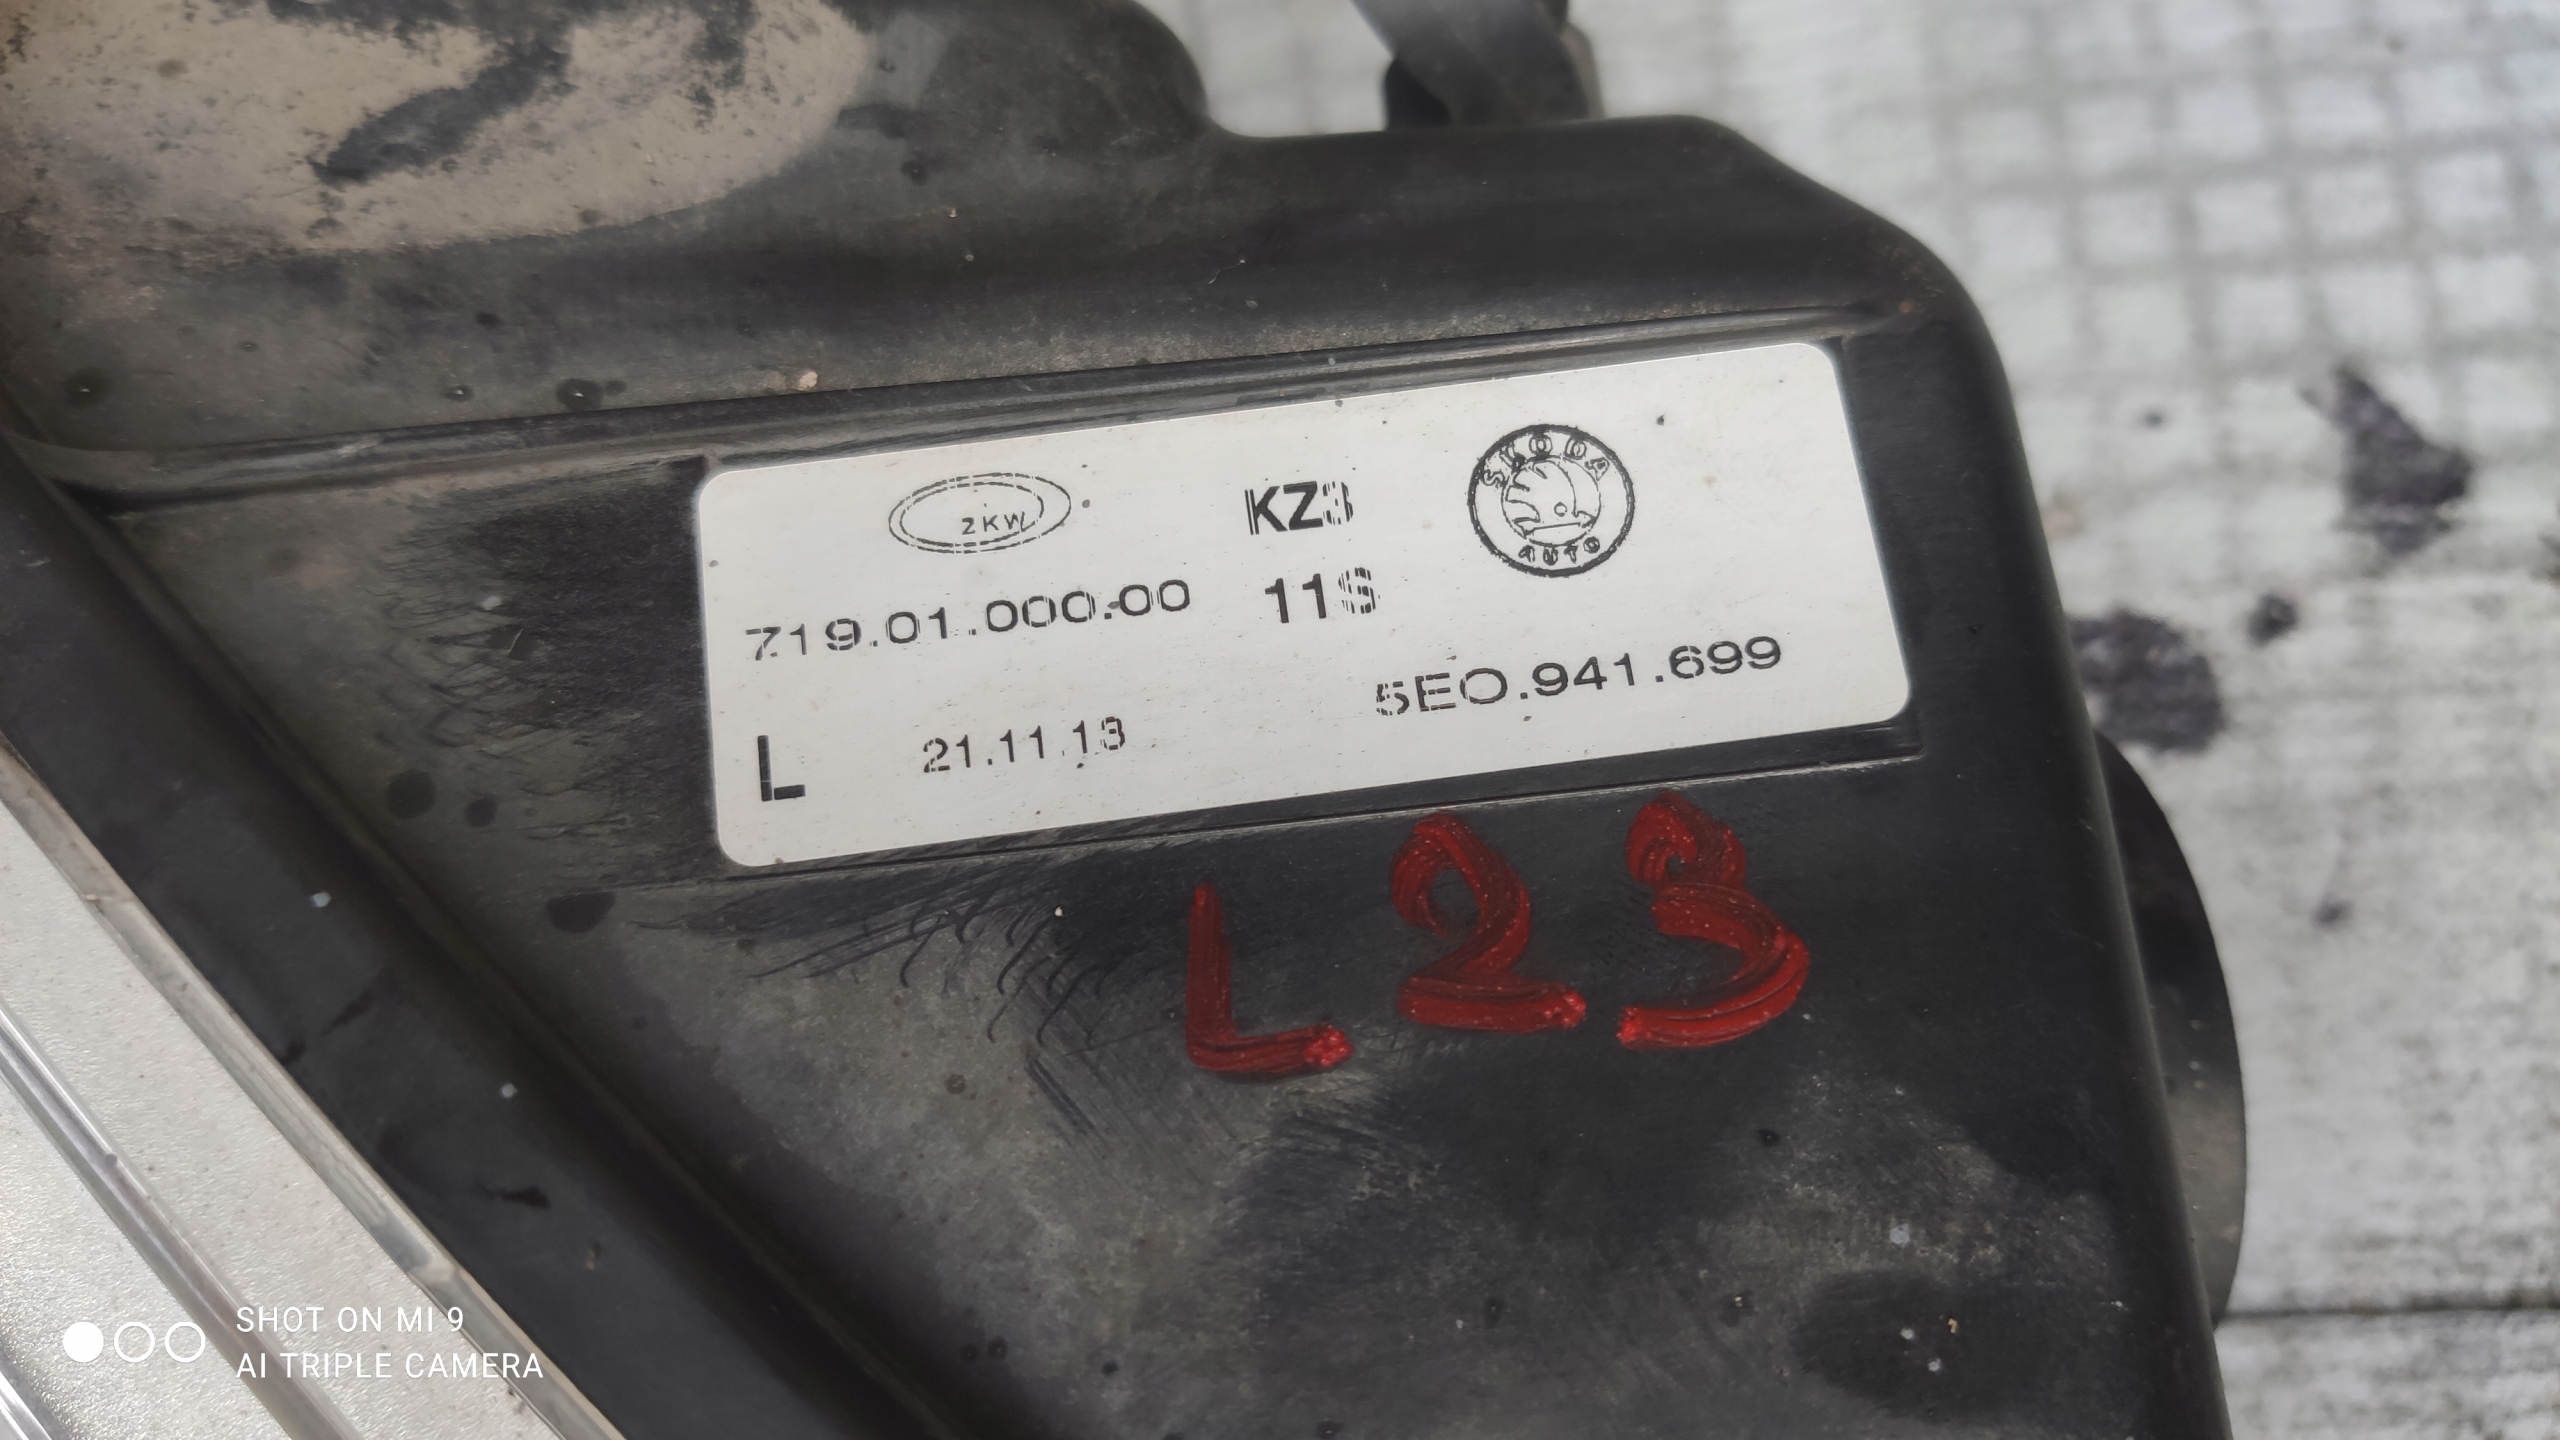 ZKW
KZ3
SKODA
AUTO
719.01.000.00
11S
5E0.941.699
L
21.11.13
L23
SHOT ON MI 9
AI TRIPLE CAMERA